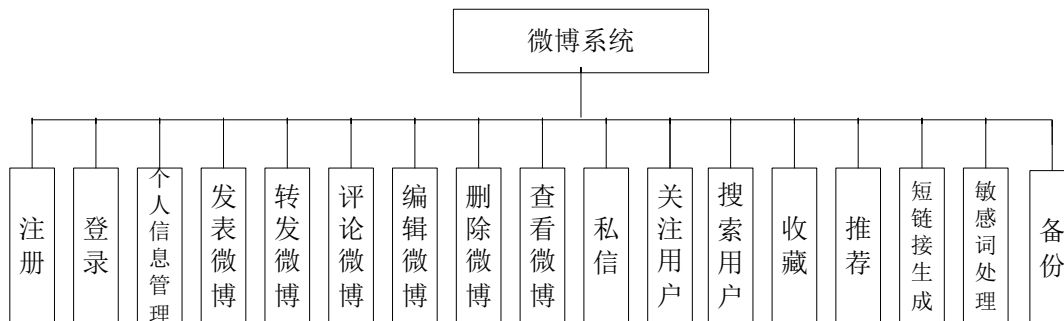 微博系统
注册
登录
个人信息管理
发表微博
转发微博
评论微博
编辑微博
删除微博
查看微博
私信
关注用户
搜索用户
收藏
推荐
短链接生成
敏感词处理
备份